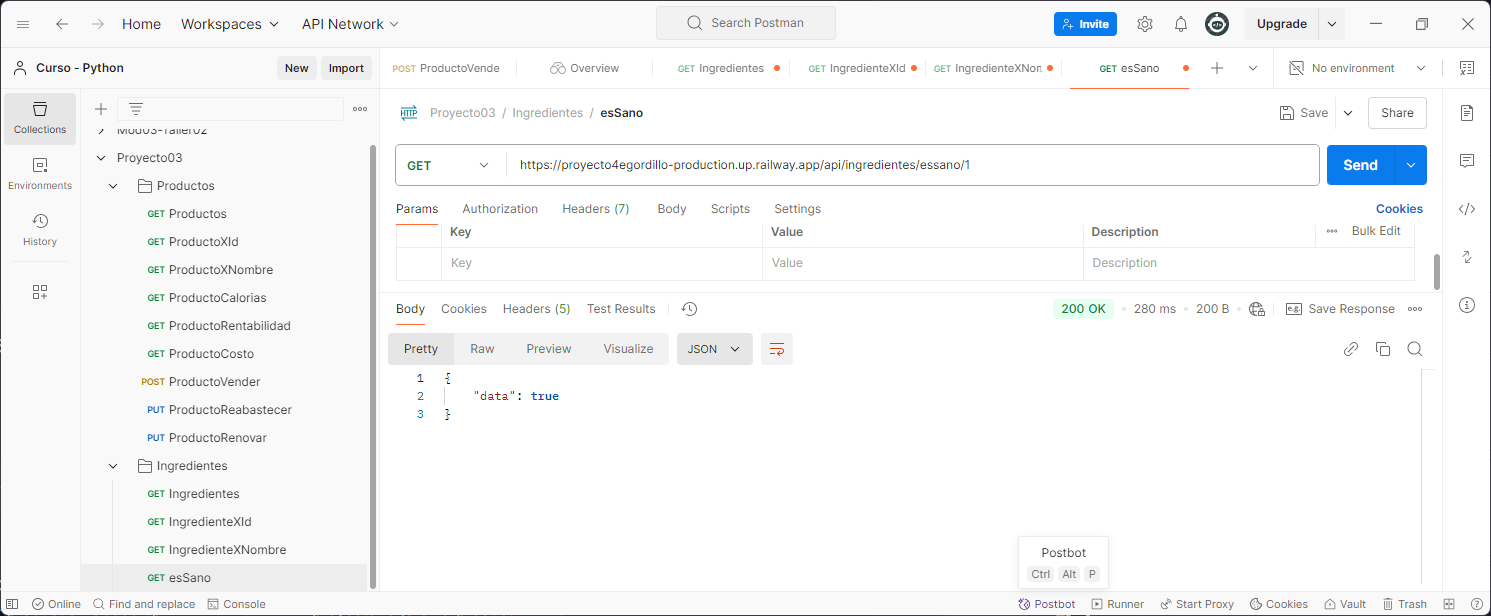 Home Workspaces API Network Search Postman Invite Upgrade
Curso - Python New Import POST ProductoVende Overview GET Ingredientes GET IngredienteXId GET IngredienteXNor GET esSano No environment
Collections
Environments
History
Mod03-Taller02
Proyecto03
Productos
GET Productos
GET ProductoXId
GET ProductoXNombre
GET ProductoCalorias
GET ProductoRentabilidad
GET ProductoCosto
POST ProductoVender
PUT ProductoReabastecer
PUT ProductoRenovar
Ingredientes
GET Ingredientes
GET IngredienteXId
GET IngredienteXNombre
GET esSano
HTTP Proyecto03 / Ingredientes / esSano Save Share
GET https://proyecto4egordillo-production.up.railway.app/api/ingredientes/essano/1 Send
Params Authorization Headers (7) Body Scripts Settings Cookies
Key Value Description Bulk Edit
Key Value Description
Body Cookies Headers (5) Test Results 200 OK 280 ms 200 B e.g. Save Response
Pretty Raw Preview Visualize JSON
1 {
2 "data": true
3 }
Postbot
Ctrl Alt P
Online Find and replace Console Postbot Runner Start Proxy Cookies Vault Trash